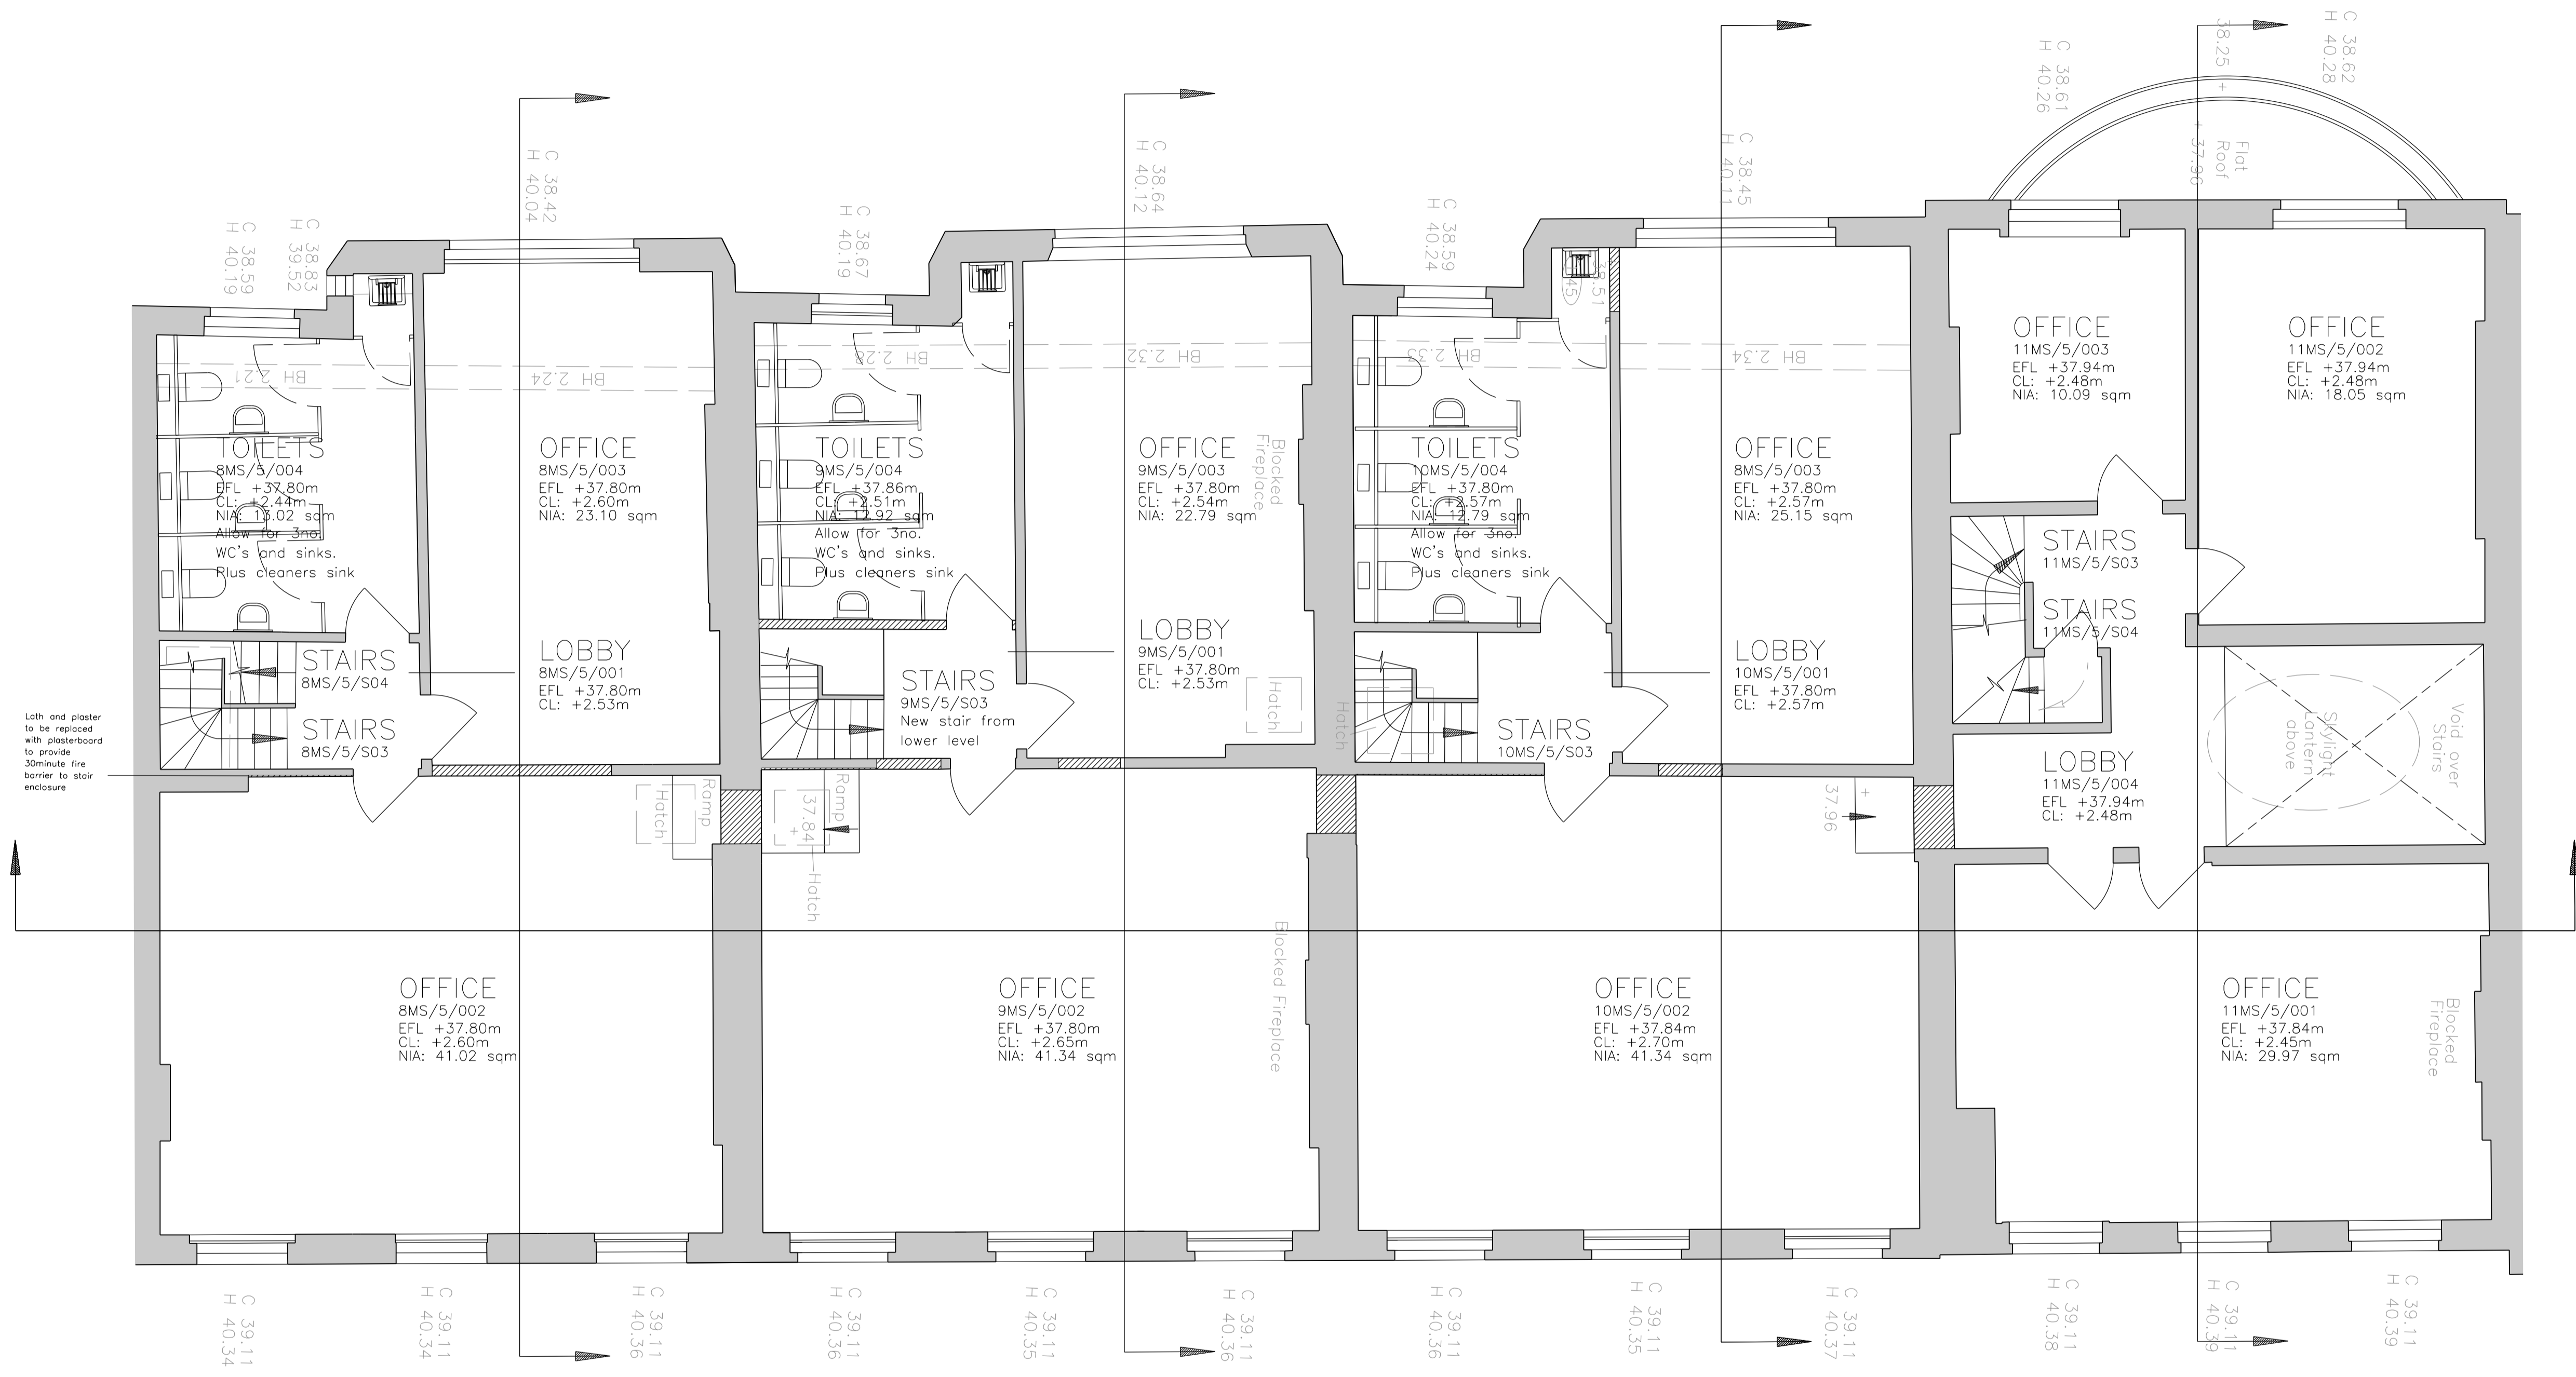 C 38.59
H 40.19
C 38.83
H 39.52
C 38.42
H 40.04
C 38.67
H 40.19
C 38.64
H 40.12
C 38.59
H 40.24
C 38.45
H 40.11
C 38.61
H 40.26
38.25 +
C 38.62
H 40.28
+ 37.96
Flat
Roof
BH 2.21
BH 2.24
BH 2.28
BH 2.32
BH 2.33
BH 2.34
TOILETS
8MS/5/004
EFL +37.80m
CL: +2.44m
NIA: 13.02 sqm
Allow for 3no.
WC's and sinks.
Plus cleaners sink
OFFICE
8MS/5/003
EFL +37.80m
CL: +2.60m
NIA: 23.10 sqm
TOILETS
9MS/5/004
EFL +37.86m
CL: +2.51m
NIA: 12.92 sqm
Allow for 3no.
WC's and sinks.
Plus cleaners sink
OFFICE
9MS/5/003
EFL +37.80m
CL: +2.54m
NIA: 22.79 sqm
Blocked
Fireplace
TOILETS
10MS/5/004
EFL +37.80m
CL: +2.57m
NIA: 12.79 sqm
Allow for 3no.
WC's and sinks.
Plus cleaners sink
OFFICE
8MS/5/003
EFL +37.80m
CL: +2.57m
NIA: 25.15 sqm
OFFICE
11MS/5/003
EFL +37.94m
CL: +2.48m
NIA: 10.09 sqm
OFFICE
11MS/5/002
EFL +37.94m
CL: +2.48m
NIA: 18.05 sqm
STAIRS
8MS/5/S04
STAIRS
8MS/5/S03
LOBBY
8MS/5/001
EFL +37.80m
CL: +2.53m
STAIRS
9MS/5/S03
New stair from
lower level
LOBBY
9MS/5/001
EFL +37.80m
CL: +2.53m
Hatch
Hatch
STAIRS
10MS/5/S03
LOBBY
10MS/5/001
EFL +37.80m
CL: +2.57m
STAIRS
11MS/5/S03
STAIRS
11MS/5/S04
LOBBY
11MS/5/004
EFL +37.94m
CL: +2.48m
Skylight
Lantern
above
Void over
Stairs
Lath and plaster
to be replaced
with plasterboard
to provide
30minute fire
barrier to stair
enclosure
Hatch
Ramp
Ramp
37.84
+
Hatch
37.96
+
OFFICE
8MS/5/002
EFL +37.80m
CL: +2.60m
NIA: 41.02 sqm
OFFICE
9MS/5/002
EFL +37.80m
CL: +2.65m
NIA: 41.34 sqm
Blocked Fireplace
OFFICE
10MS/5/002
EFL +37.84m
CL: +2.70m
NIA: 41.34 sqm
OFFICE
11MS/5/001
EFL +37.84m
CL: +2.45m
NIA: 29.97 sqm
Blocked
Fireplace
C 39.11
H 40.34
C 39.11
H 40.34
C 39.11
H 40.36
C 39.11
H 40.36
C 39.11
H 40.35
C 39.11
H 40.36
C 39.11
H 40.36
C 39.11
H 40.35
C 39.11
H 40.37
C 39.11
H 40.38
C 39.11
H 40.39
C 39.11
H 40.39